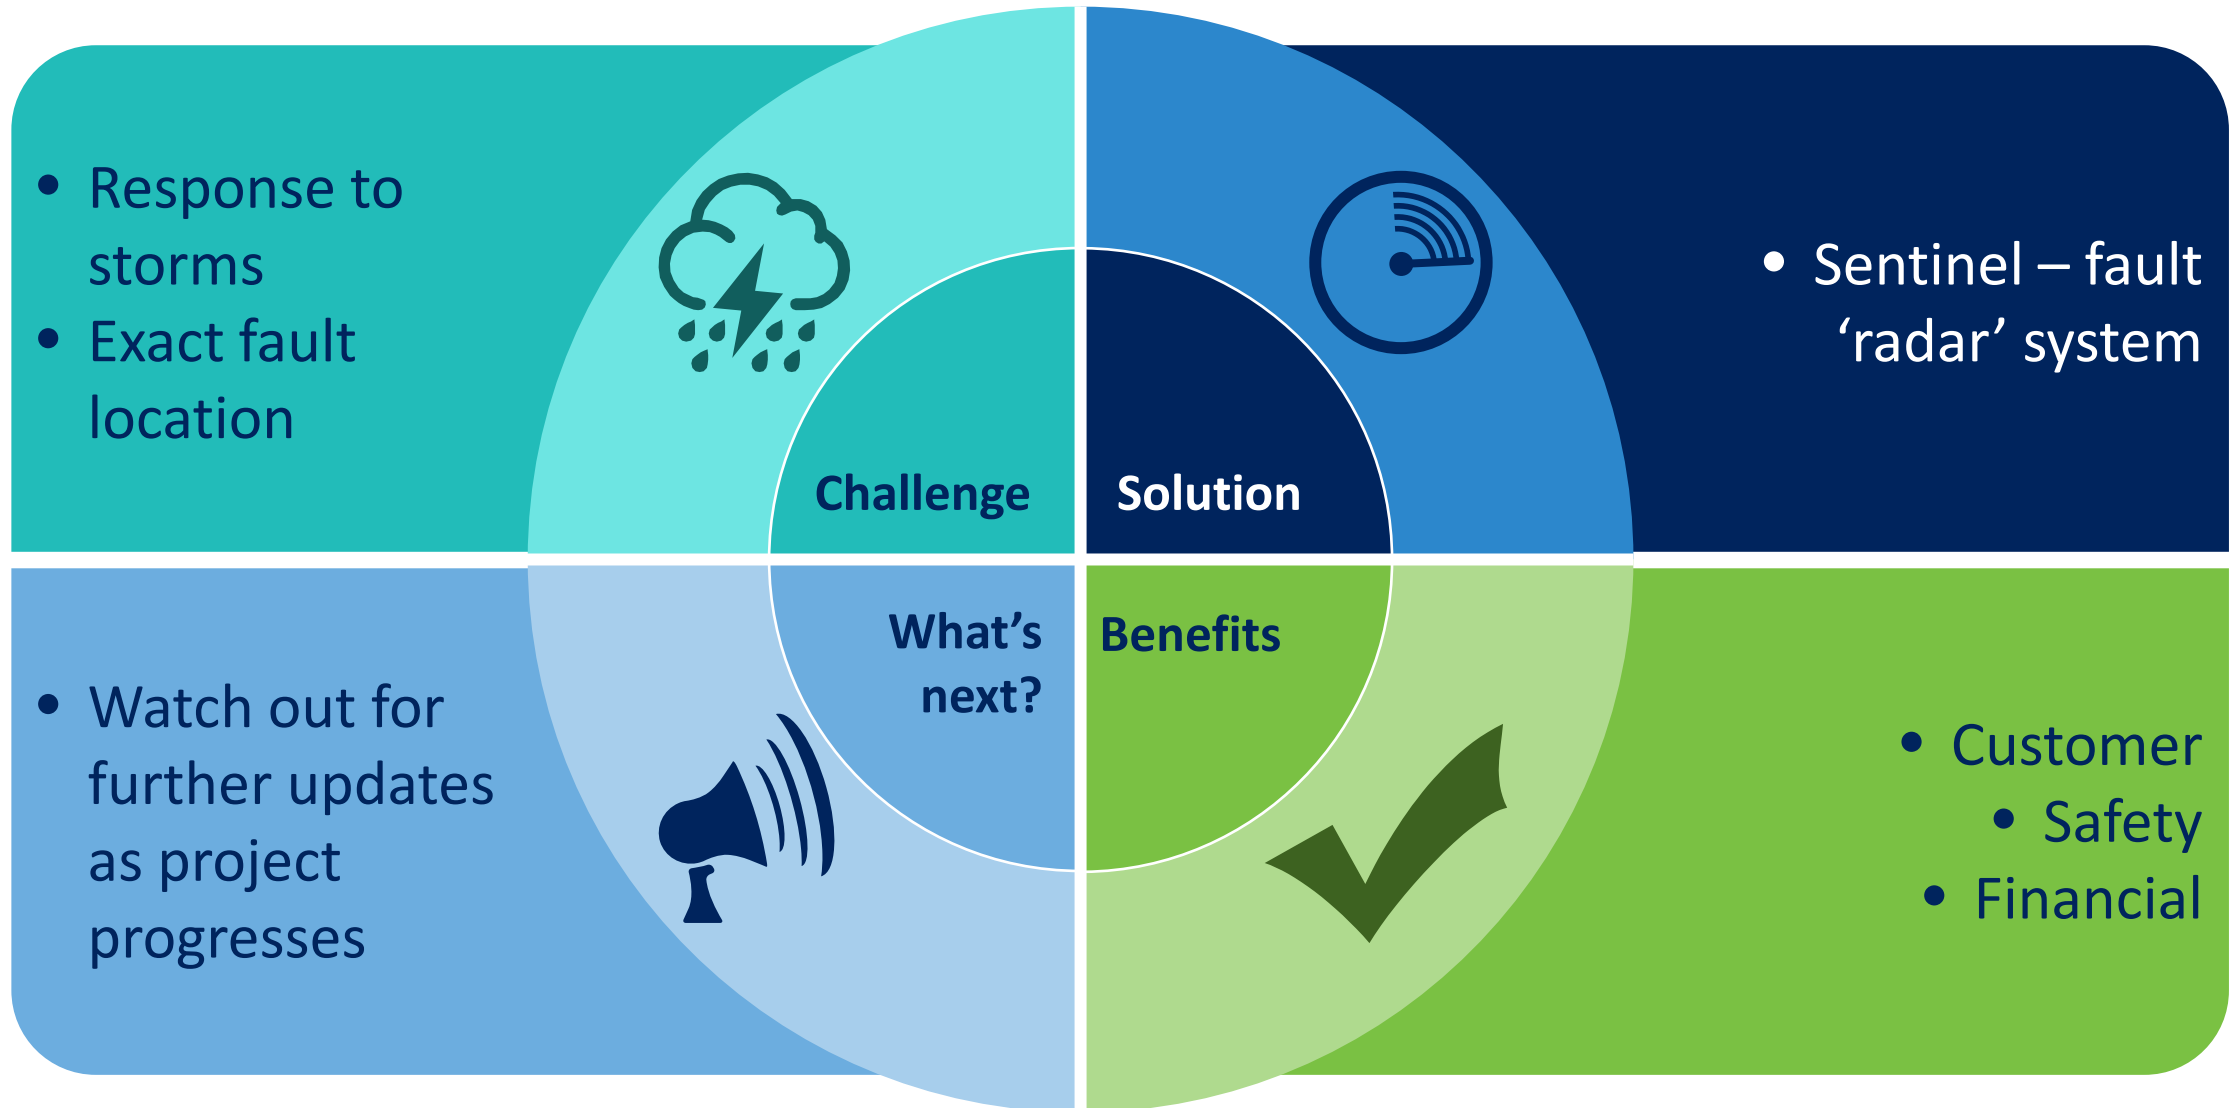 • Response to
storms
• Exact fault
location
Challenge
Solution
• Sentinel – fault
‘radar’ system
What’s
next?
• Watch out for
further updates
as project
progresses
Benefits
• Customer
• Safety
• Financial